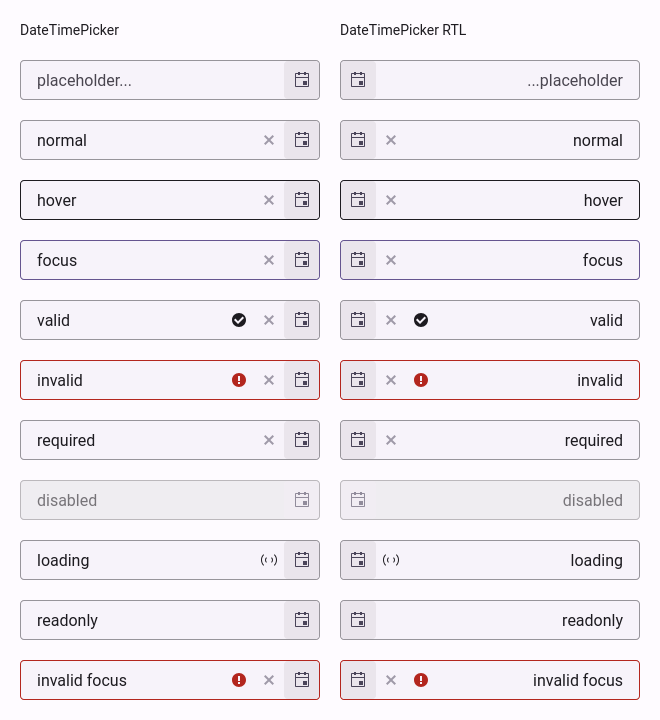 DateTimePicker
placeholder...
normal
hover
focus
valid
invalid
required
disabled
loading
readonly
invalid focus
DateTimePicker RTL
...placeholder
normal
hover
focus
valid
invalid
required
disabled
loading
readonly
invalid focus